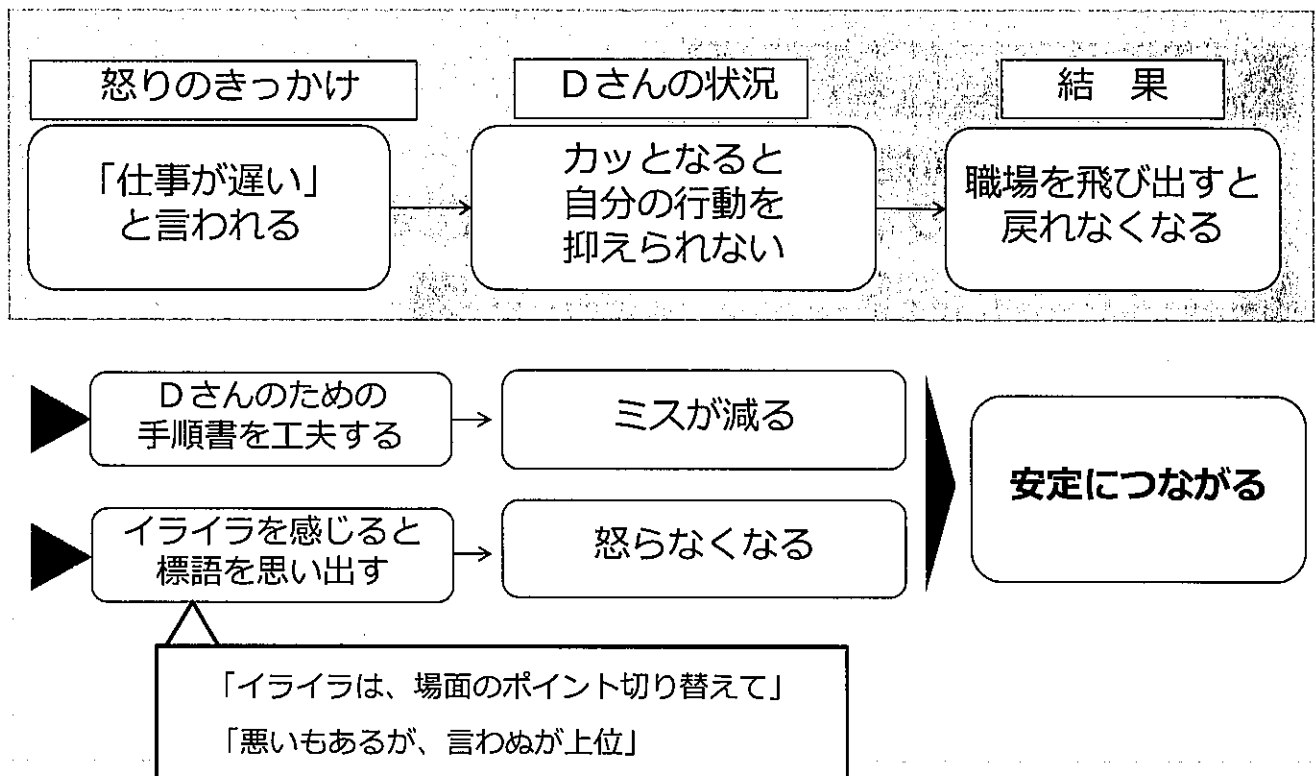 怒りのきっかけ
Dさんの状況
結 果
「仕事が遅い」
と言われる
カッとなると
自分の行動を
抑えられない
職場を飛び出すと
戻れなくなる
Dさんのための
手順書を工夫する
ミスが減る
イライラを感じると
標語を思い出す
怒らなくなる
安定につながる
「イライラは、場面のポイント切り替えて」
「悪いもあるが、言わぬが上位」